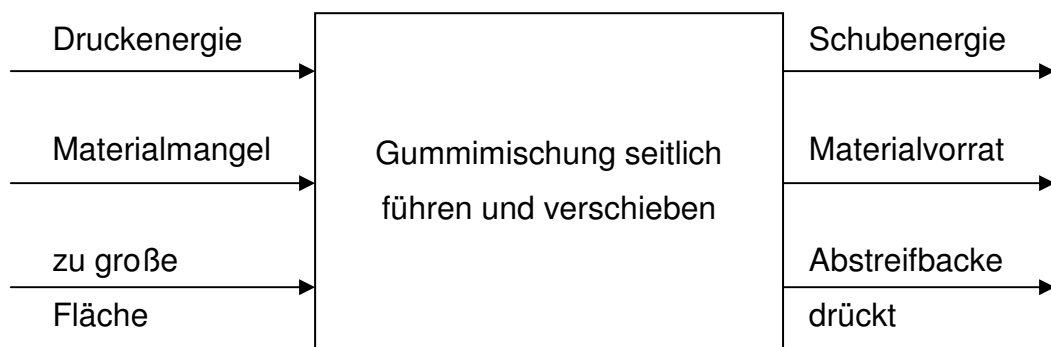 Druckenergie
Schubenergie
Materialmangel
Gummimischung seitlich
führen und verschieben
Materialvorrat
zu große
Fläche
Abstreifbacke
drückt